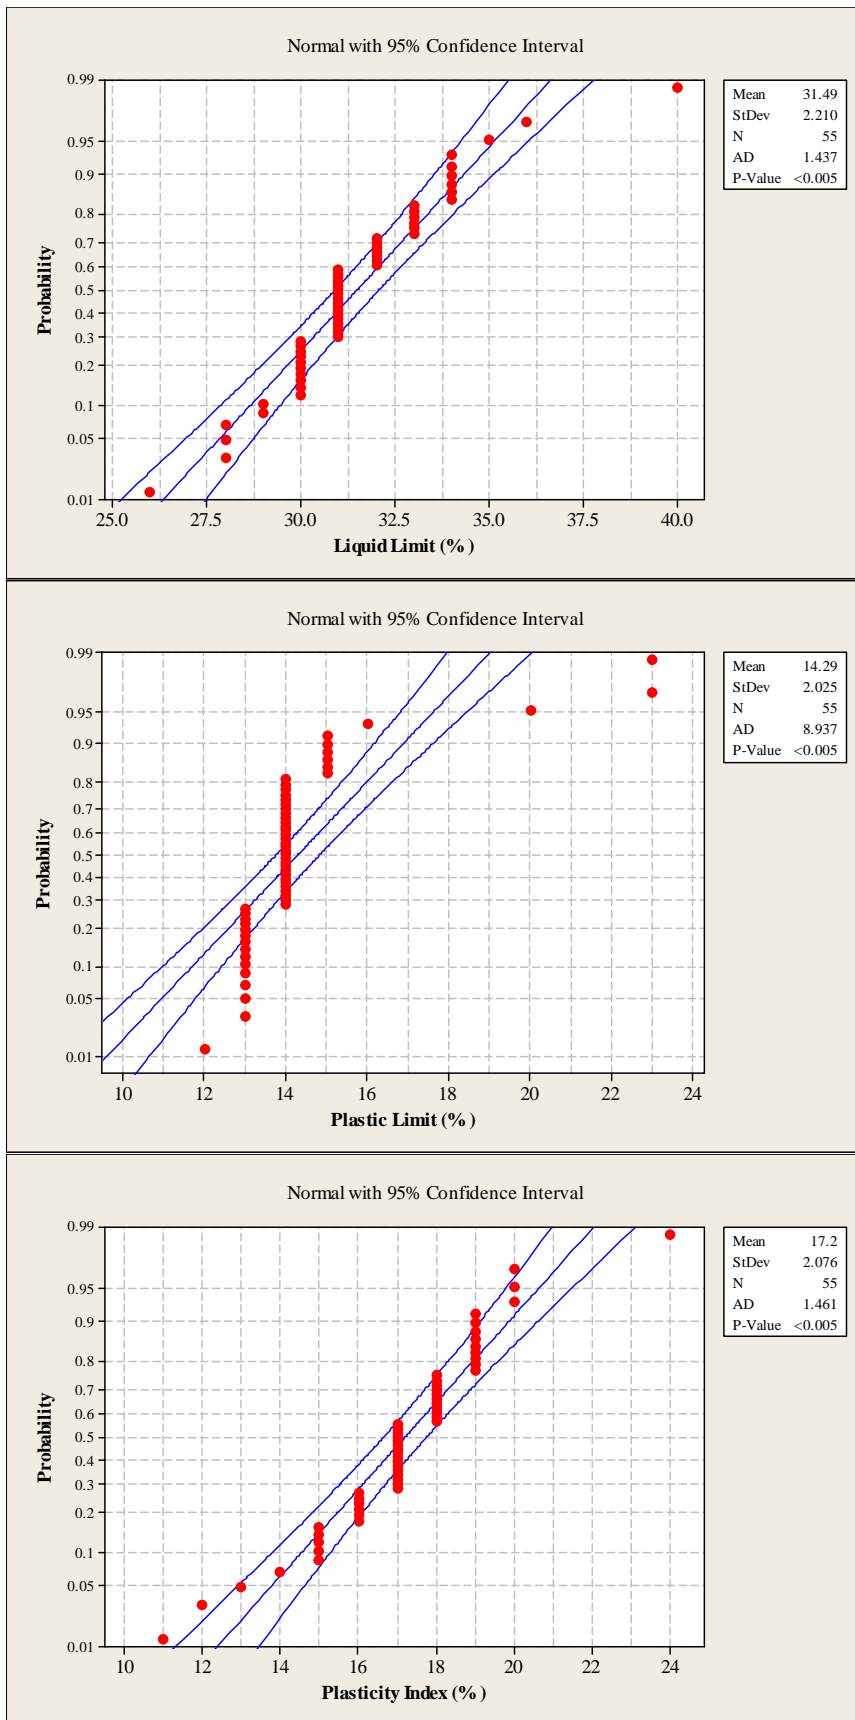 Normal with 95% Confidence Interval
0.99
0.95
0.9
0.8
0.7
0.6
0.5
0.4
0.3
0.2
0.1
0.05
0.01
Probability
25.0 27.5 30.0 32.5 35.0 37.5 40.0
Liquid Limit (%)
Mean 31.49
StDev 2.210
N 55
AD 1.437
P-Value <0.005
Normal with 95% Confidence Interval
0.99
0.95
0.9
0.8
0.7
0.6
0.5
0.4
0.3
0.2
0.1
0.05
0.01
Probability
10 12 14 16 18 20 22 24
Plastic Limit (%)
Mean 14.29
StDev 2.025
N 55
AD 8.937
P-Value <0.005
Normal with 95% Confidence Interval
0.99
0.95
0.9
0.8
0.7
0.6
0.5
0.4
0.3
0.2
0.1
0.05
0.01
Probability
10 12 14 16 18 20 22 24
Plasticity Index (%)
Mean 17.2
StDev 2.076
N 55
AD 1.461
P-Value <0.005